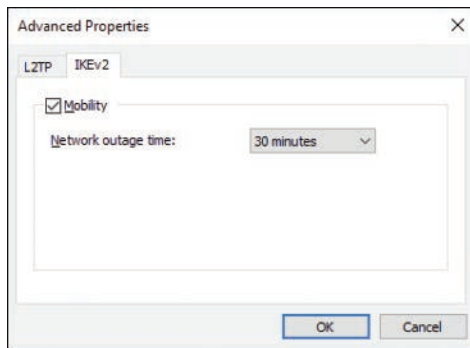 Advanced Properties
L2TP IKEv2
Mobility
Network outage time: 30 minutes
OK Cancel